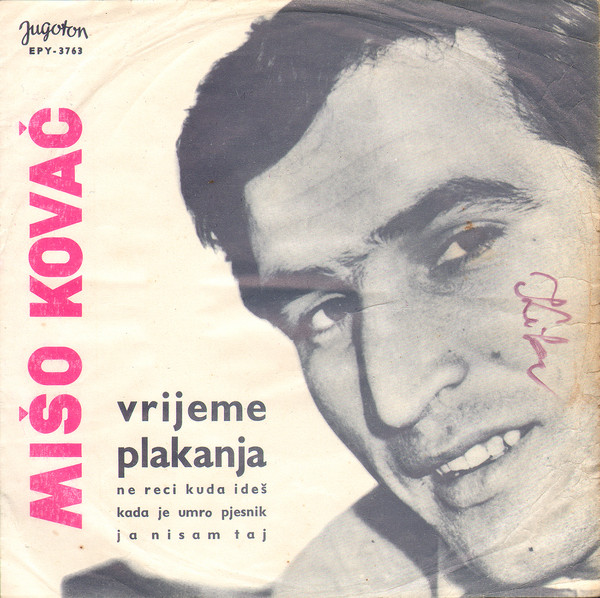 Jugoton
EPY-3763
MIŠO KOVAČ
vrijeme
plakanja
ne reci kuda ideš
kada je umro pjesnik
ja nisam taj